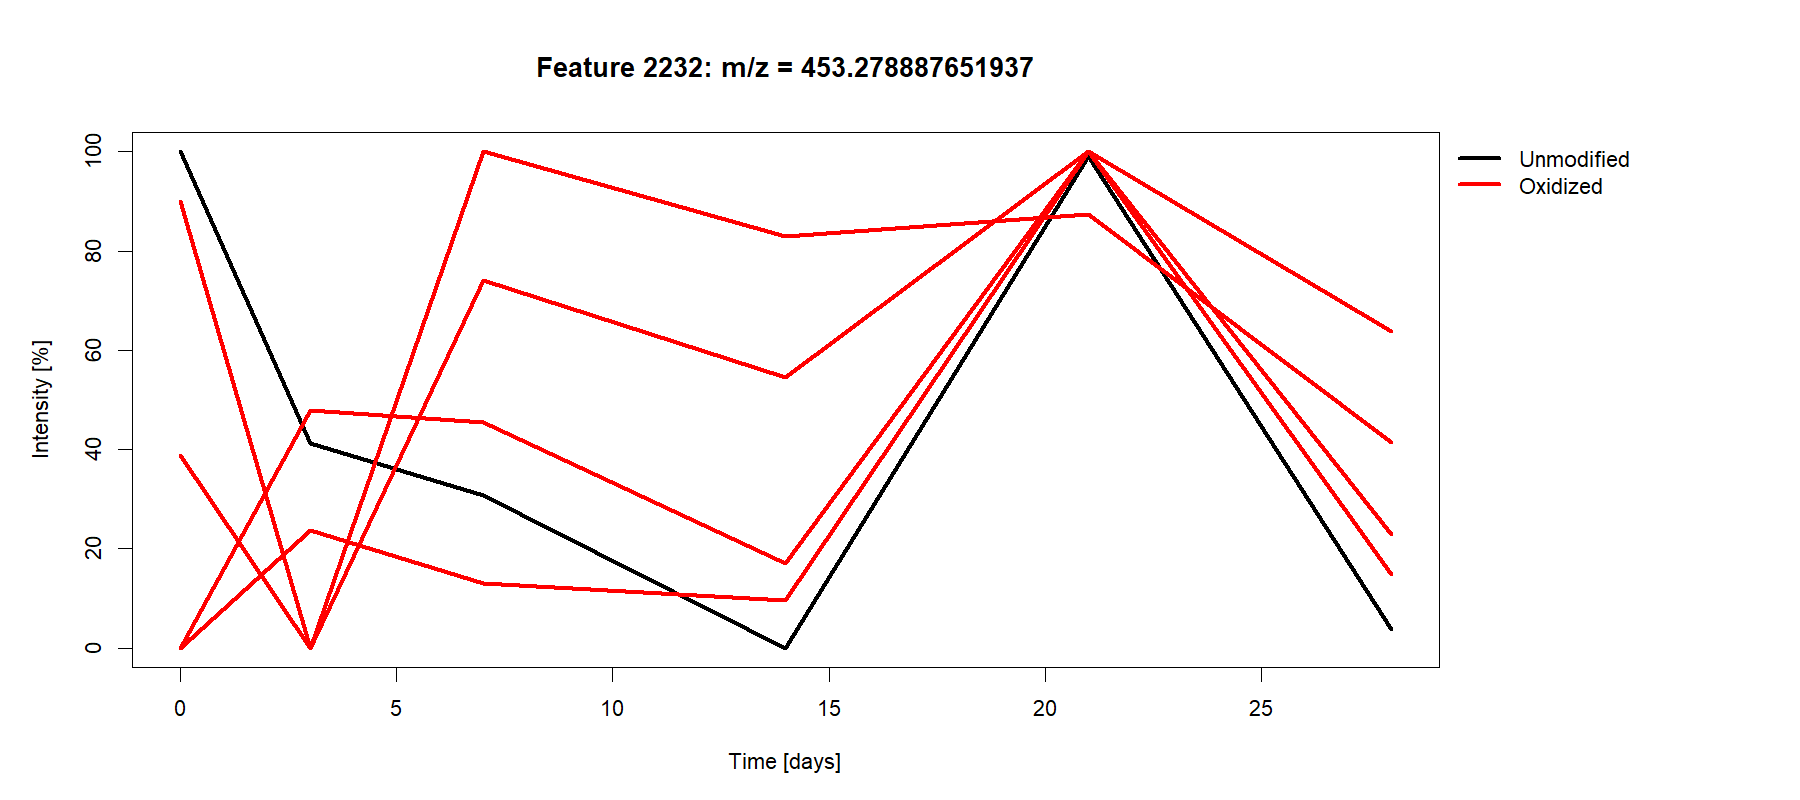 Feature 2232: m/z = 453.278887651937
Unmodified
Oxidized
100
80
60
40
20
0
Intensity [%]
0 5 10 15 20 25
Time [days]